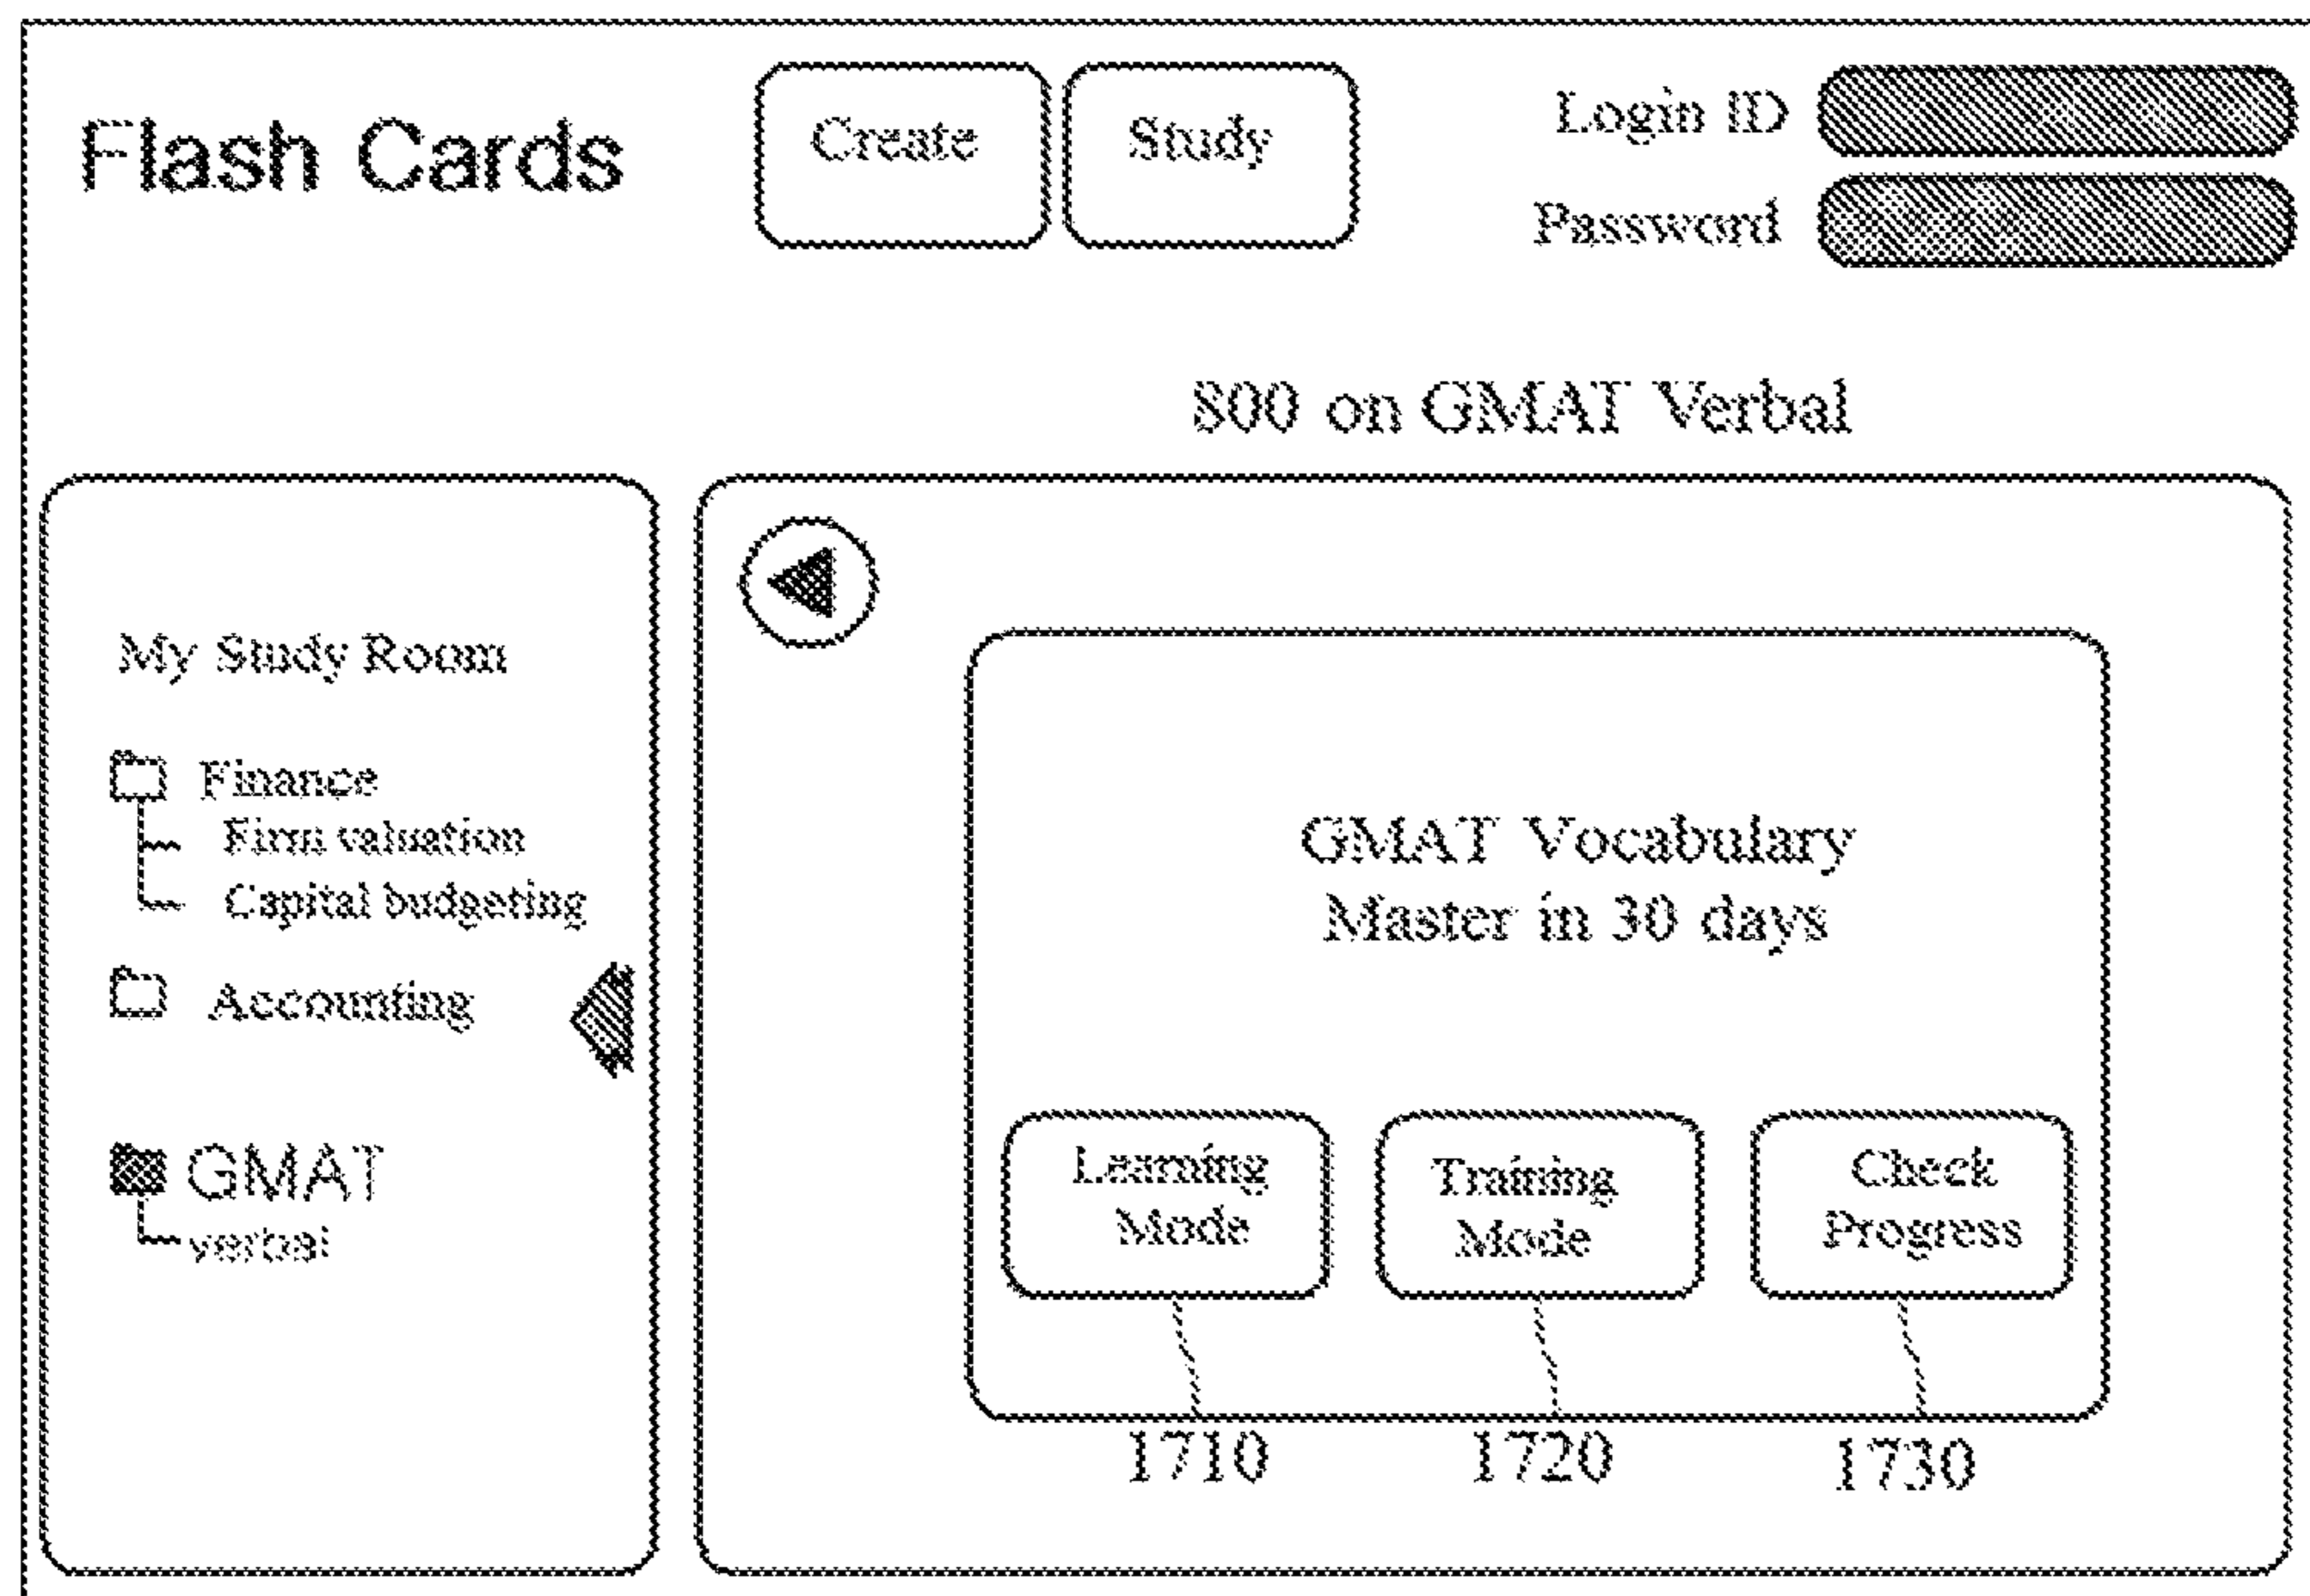 Flash Cards
Create
Study
Login ID
Password
800 on GMAT Verbal
My Study Room
Finance
Firm valuation
Capital budgeting
Accounting
GMAT
verbal
GMAT Vocabulary
Master in 30 days
Learning
Mode
Training
Mode
Check
Progress
1710
1720
1730